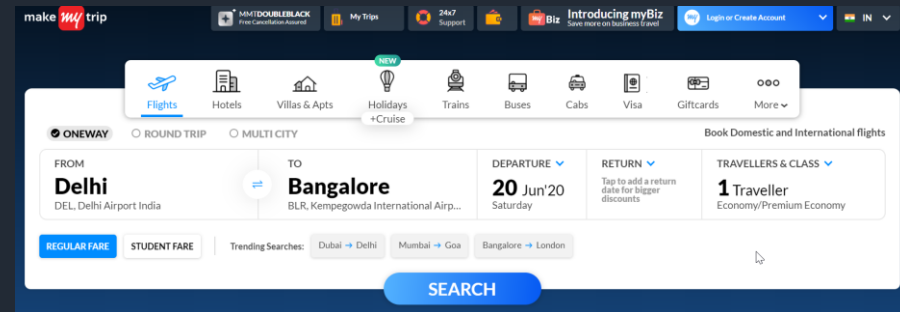 make my trip
MMTDOUBLEBLACK
Free Cancellation Assured
My Trips
24x7
Support
my Biz
Introducing myBiz
Save more on business travel
my Login or Create Account
IN
NEW
Flights
Hotels
Villas & Apts
Holidays
+Cruise
Trains
Buses
Cabs
Visa
Giftcards
More
ONEWAY
ROUND TRIP
MULTI CITY
Book Domestic and International flights
FROM
Delhi
DEL, Delhi Airport India
TO
Bangalore
BLR, Kempegowda International Airp...
DEPARTURE
20 Jun'20
Saturday
RETURN
Tap to add a return
date for bigger
discounts
TRAVELLERS & CLASS
1 Traveller
Economy/Premium Economy
REGULAR FARE
STUDENT FARE
Trending Searches:
Dubai → Delhi
Mumbai → Goa
Bangalore → London
SEARCH